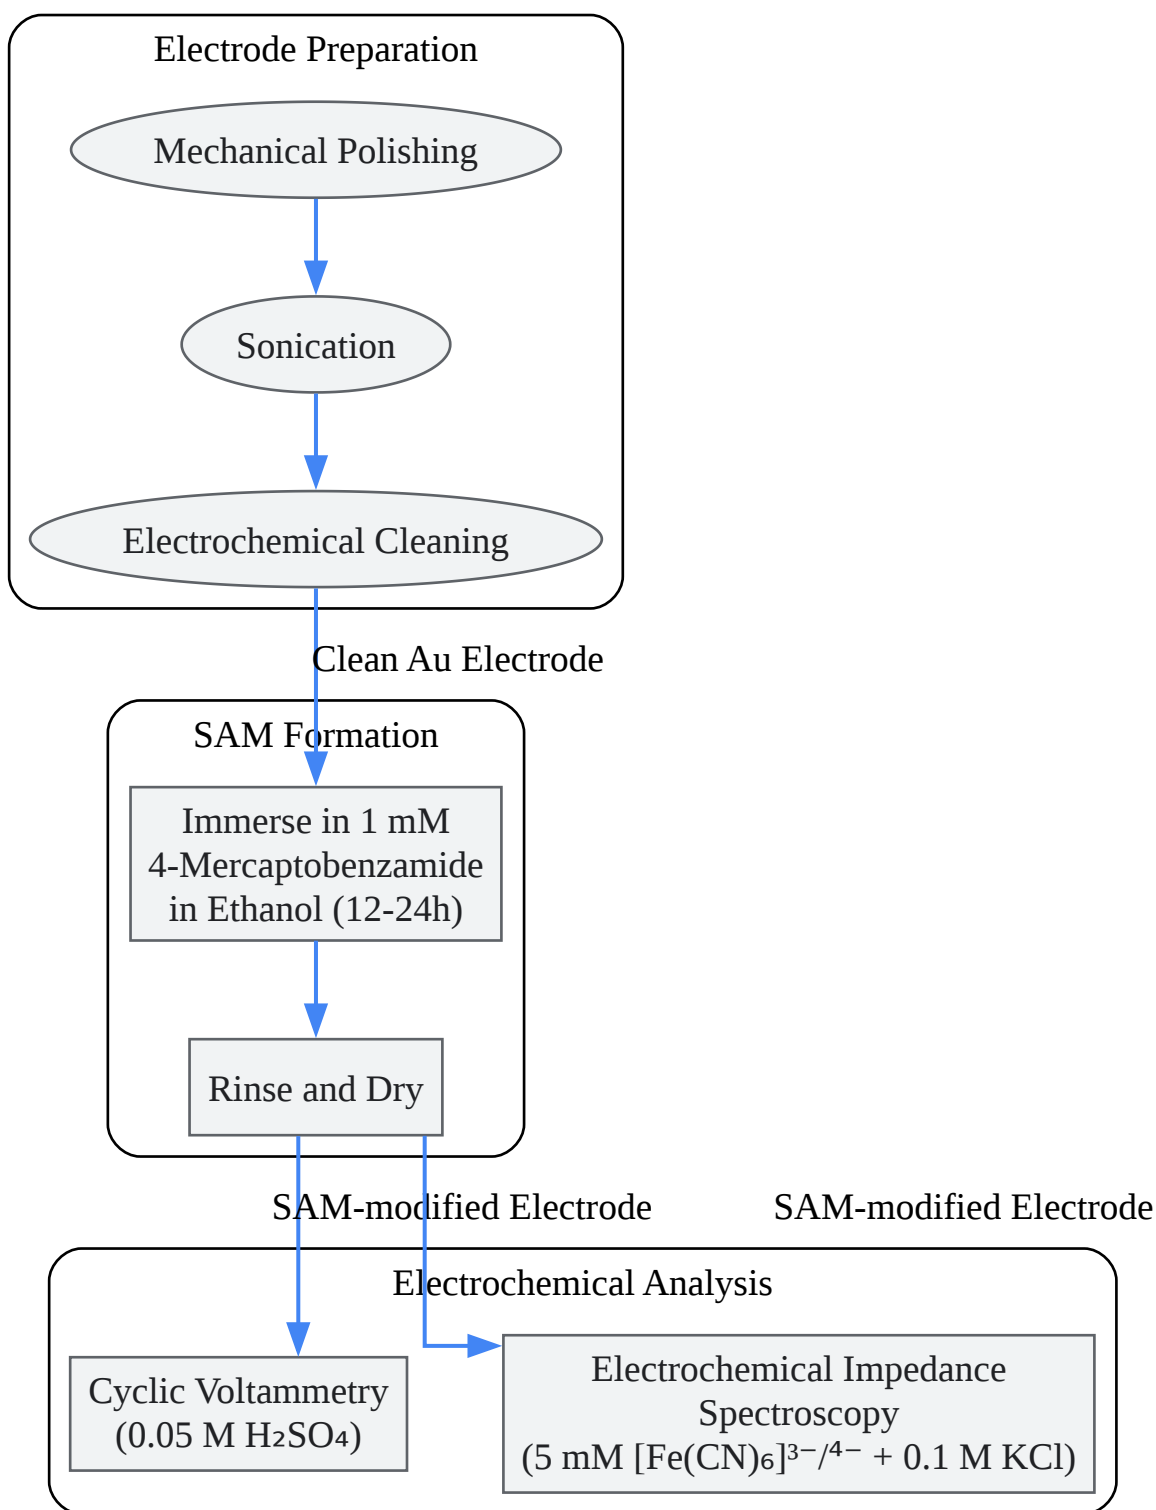 Electrode Preparation
Mechanical Polishing
Sonication
Electrochemical Cleaning
Clean Au Electrode
SAM Formation
Immerse in 1 mM
4-Mercaptobenzamide
in Ethanol (12-24h)
Rinse and Dry
SAM-modified Electrode
SAM-modified Electrode
Electrochemical Analysis
Cyclic Voltammetry
(0.05 M H₂SO₄)
Electrochemical Impedance
Spectroscopy
(5 mM [Fe(CN)₆]³⁻/⁴⁻ + 0.1 M KCl)